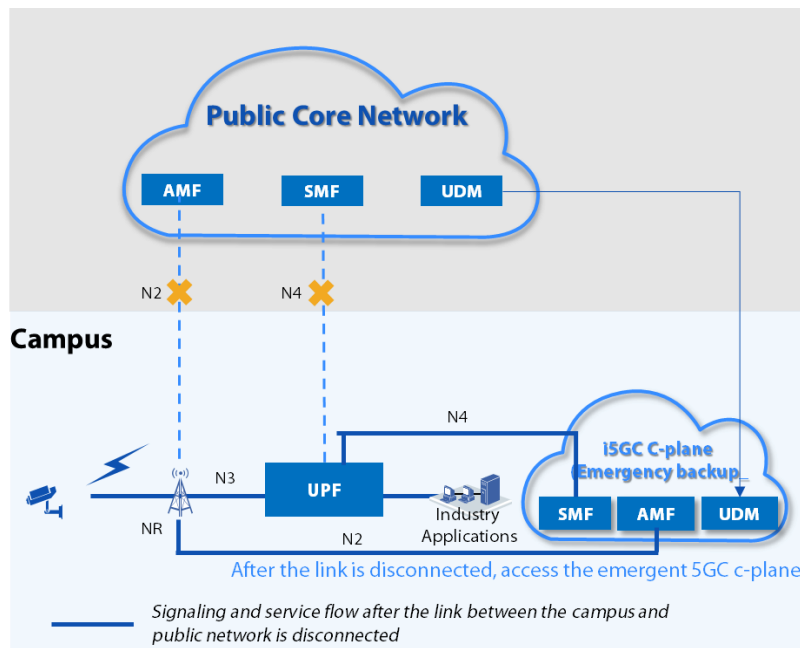 Public Core Network
AMF
SMF
UDM
N2
N4
Campus
N4
i5GC C-plane
(Emergency backup
N3
UPF
SMF
AMF
UDM
Industry
Applications
NR
N2
After the link is disconnected, access the emergent 5GC c-plane
Signaling and service flow after the link between the campus and
public network is disconnected